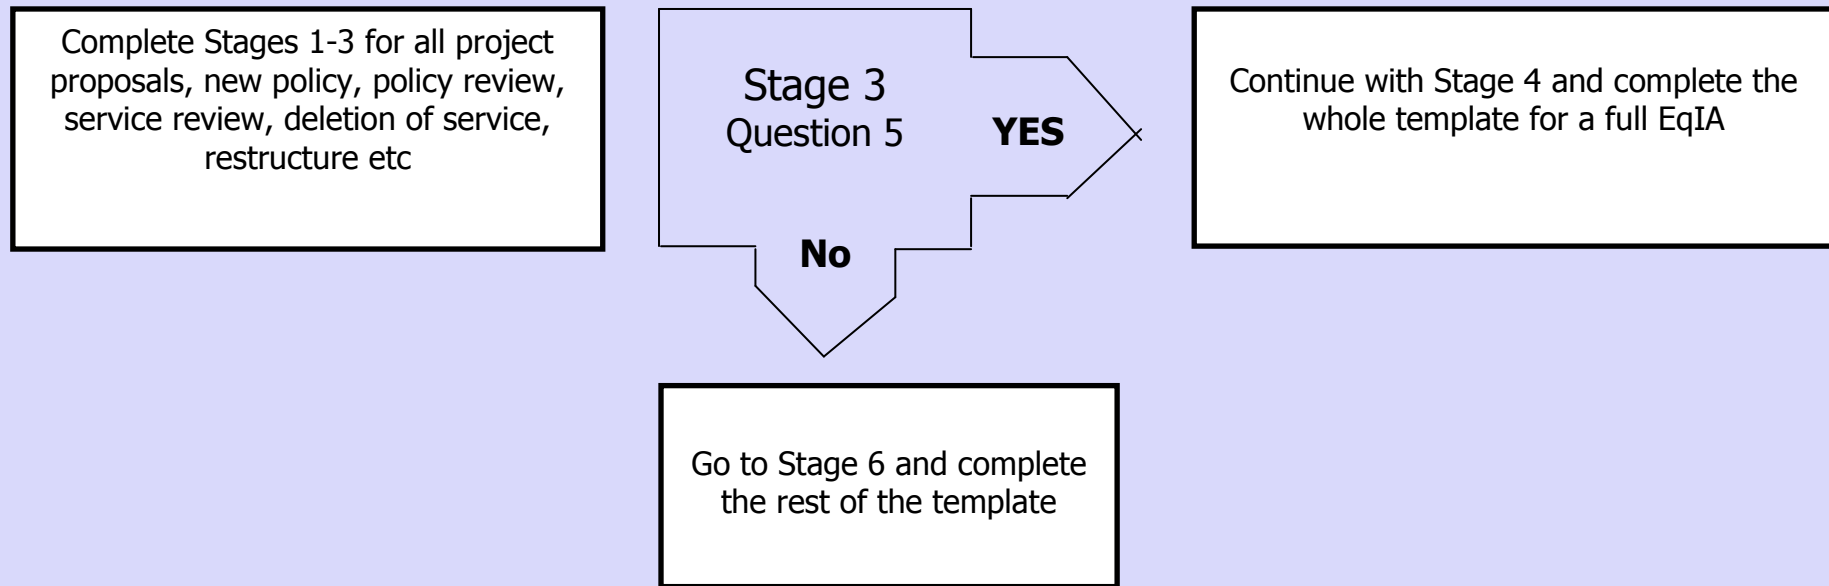 Complete Stages 1-3 for all project
proposals, new policy, policy review,
service review, deletion of service,
restructure etc
Stage 3
Question 5
YES
No
Continue with Stage 4 and complete the
whole template for a full EqIA
Go to Stage 6 and complete
the rest of the template